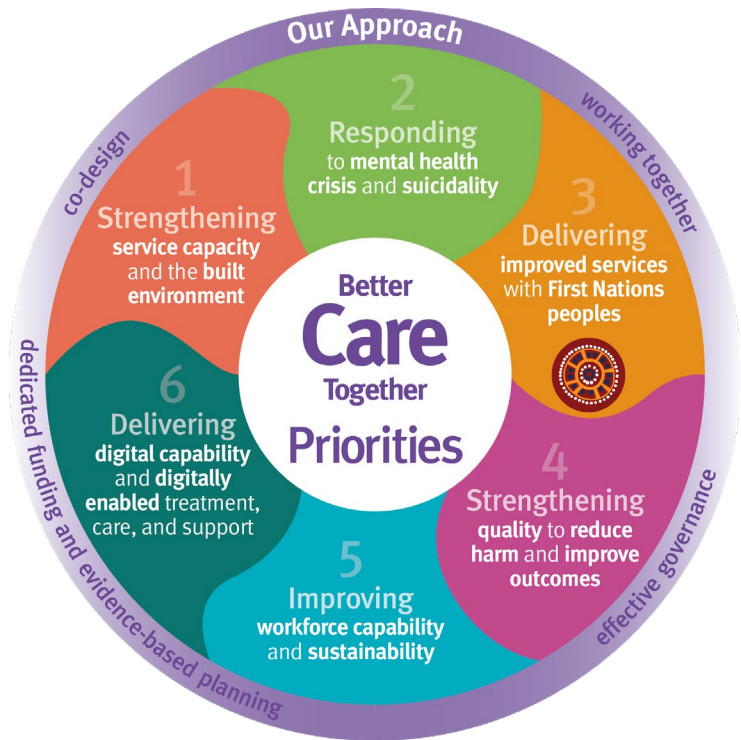 Our Approach
co-design
working together
effective governance
dedicated funding and evidence-based planning
Better
Care
Together
Priorities
1
Strengthening
service capacity
and the built
environment
2
Responding
to mental health
crisis and suicidality
3
Delivering
improved services
with First Nations
peoples
4
Strengthening
quality to reduce
harm and improve
outcomes
5
Improving
workforce capability
and sustainability
6
Delivering
digital capability
and digitally
enabled treatment,
care, and support